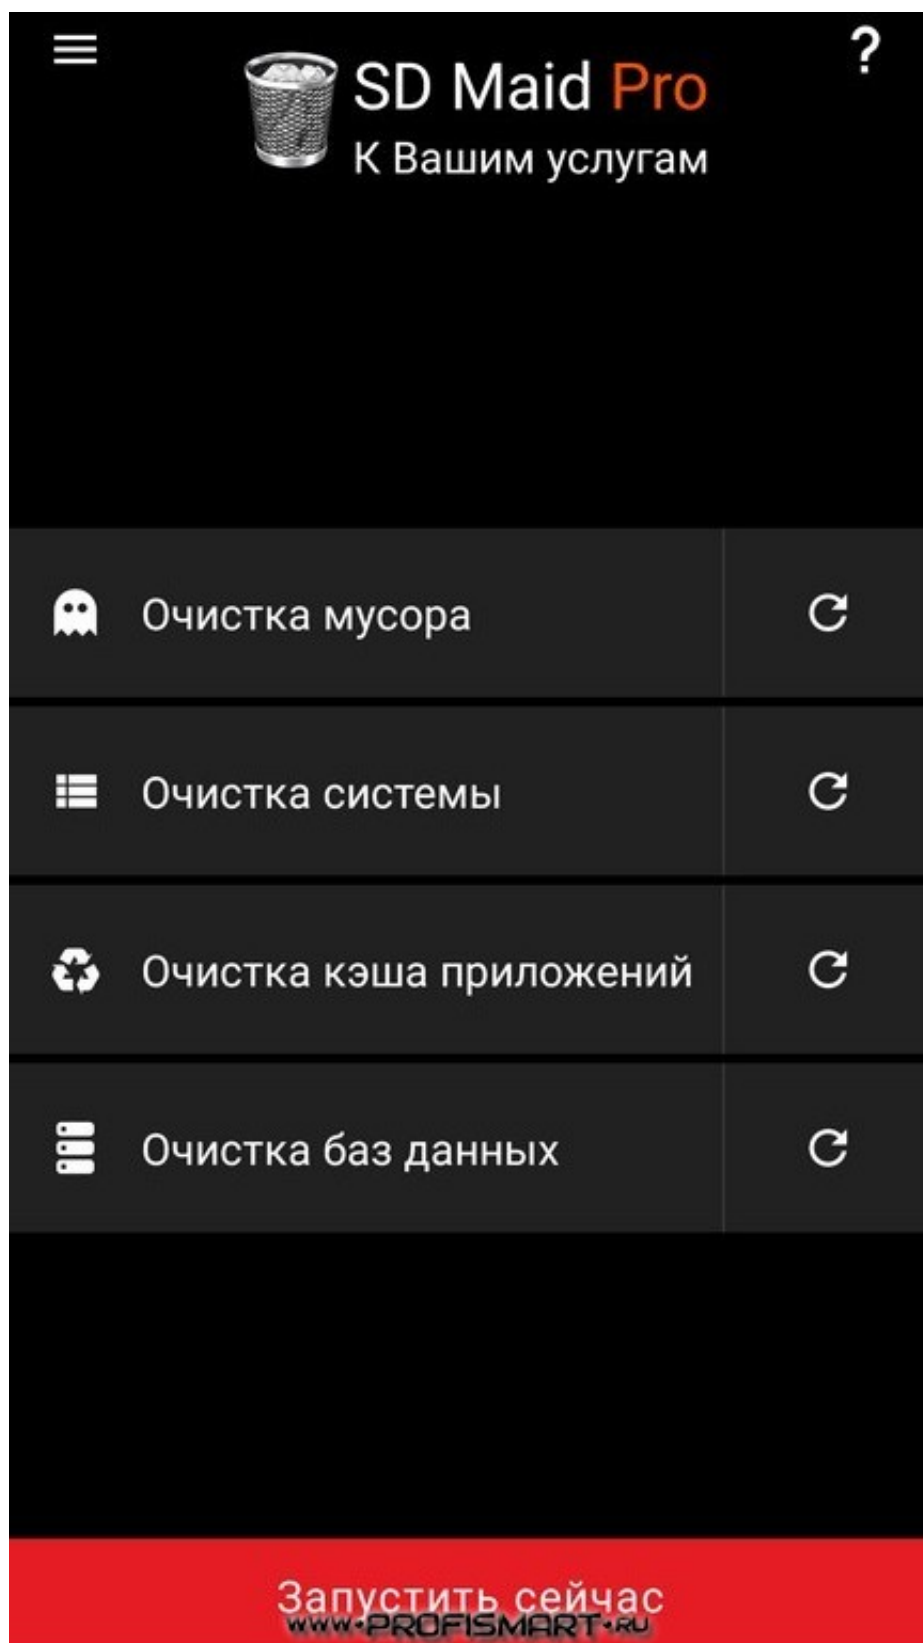 SD Maid Pro
?
К Вашим услугам
Очистка мусора
Очистка системы
Очистка кэша приложений
Очистка баз данных
Запустить сейчас
WWW.PROFISMART.RU